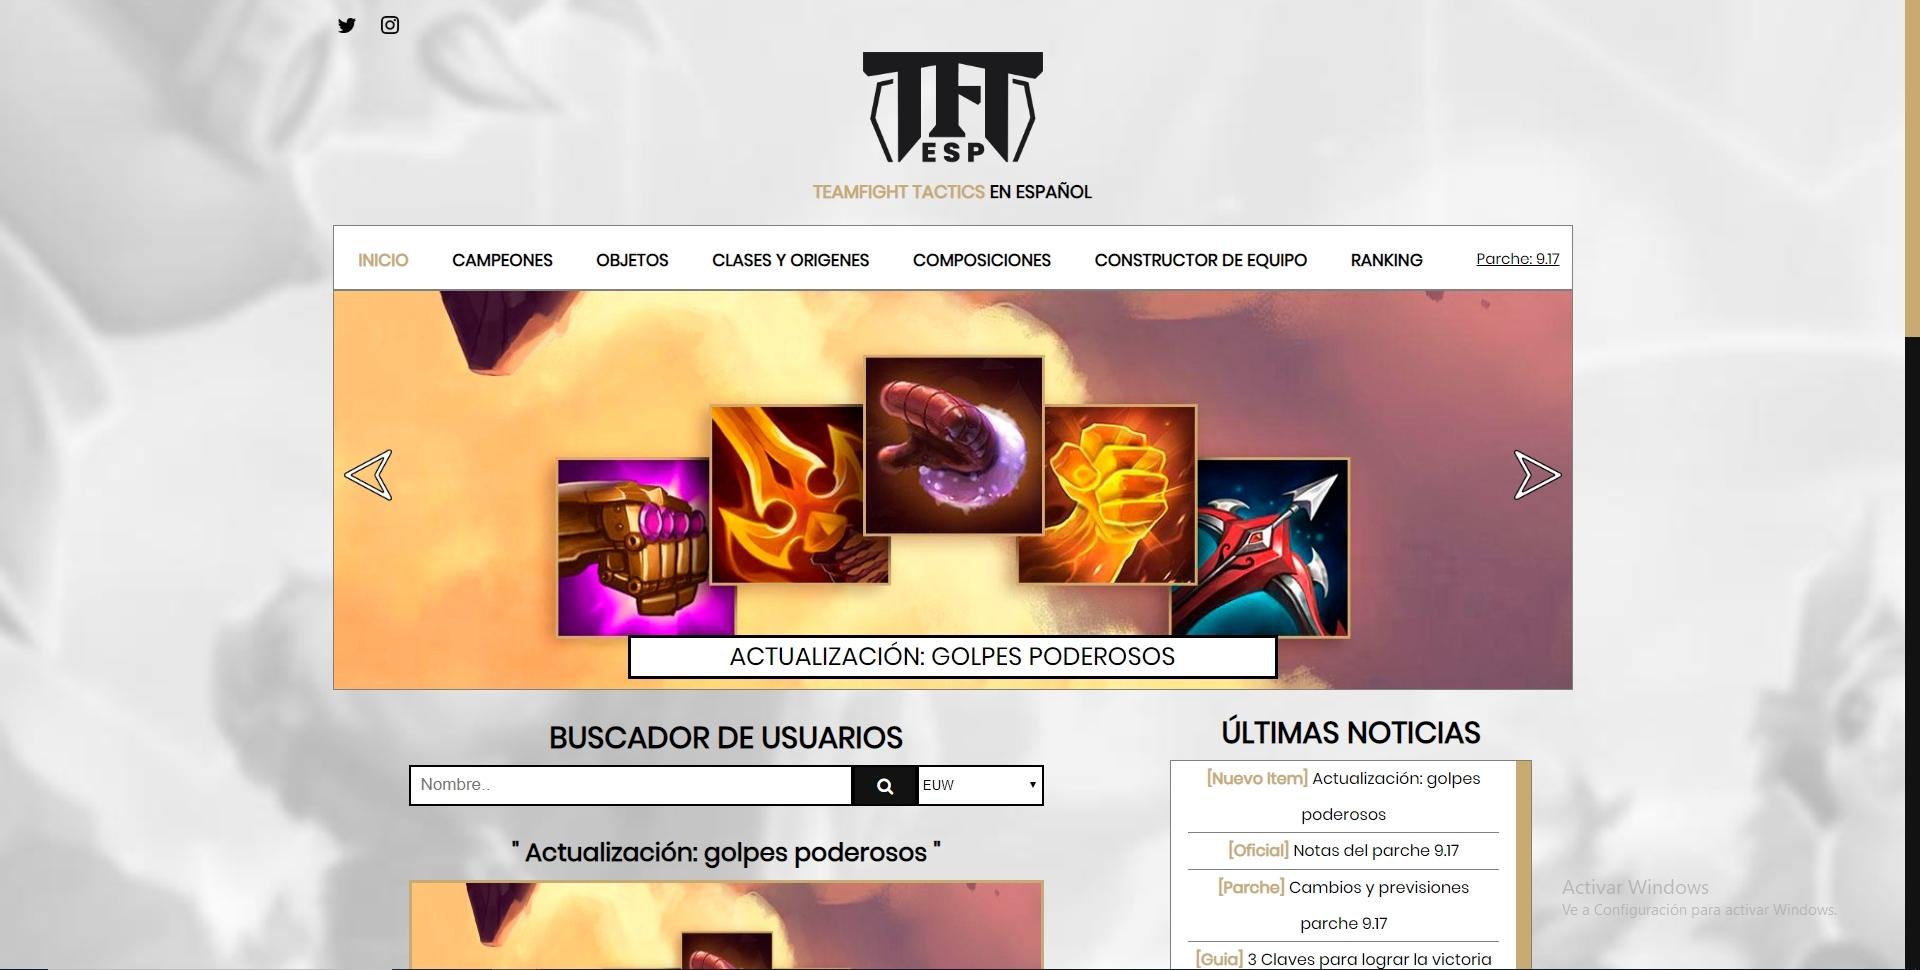 TFT
ESP
TEAMFIGHT TACTICS EN ESPAÑOL
INICIO CAMPEONES OBJETOS CLASES Y ORIGENES COMPOSICIONES CONSTRUCTOR DE EQUIPO RANKING Parche: 9.17
ACTUALIZACIÓN: GOLPES PODEROSOS
BUSCADOR DE USUARIOS
Nombre.. EUW
" Actualización: golpes poderosos "
ÚLTIMAS NOTICIAS
[Nuevo Item] Actualización: golpes
poderosos
[Oficial] Notas del parche 9.17
[Parche] Cambios y previsiones
parche 9.17
[Guia] 3 Claves para lograr la victoria
Activar Windows
Ve a Configuración para activar Windows.